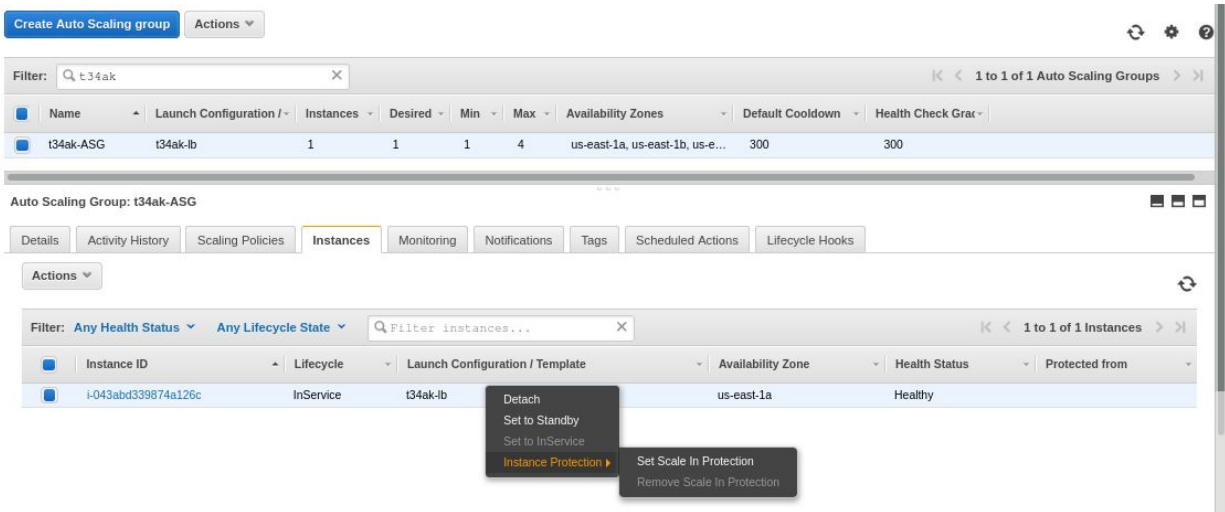 Create Auto Scaling group Actions
Filter: t34ak 1 to 1 of 1 Auto Scaling Groups
Name Launch Configuration / Instances Desired Min Max Availability Zones Default Cooldown Health Check Grac
t34ak-ASG t34ak-lb 1 1 1 4 us-east-1a, us-east-1b, us-e... 300 300
Auto Scaling Group: t34ak-ASG
Details Activity History Scaling Policies Instances Monitoring Notifications Tags Scheduled Actions Lifecycle Hooks
Actions
Filter: Any Health Status Any Lifecycle State Filter instances... 1 to 1 of 1 Instances
Instance ID Lifecycle Launch Configuration / Template Availability Zone Health Status Protected from
i-043abd339874a126c InService t34ak-lb us-east-1a Healthy
Detach
Set to Standby
Set to InService
Instance Protection Set Scale In Protection
Remove Scale In Protection